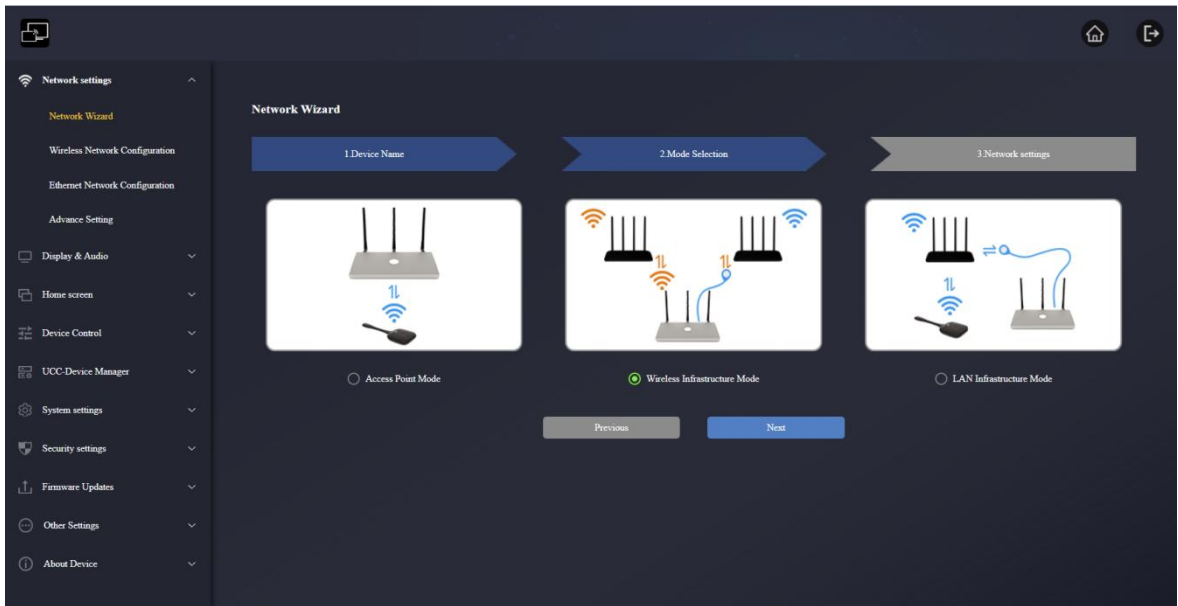 Network settings
Network Wizard
Wireless Network Configuration
Ethernet Network Configuration
Advance Setting
Display & Audio
Home screen
Device Control
UCC-Device Manager
System settings
Security settings
Firmware Updates
Other Settings
About Device
Network Wizard
1.Device Name
2.Mode Selection
3.Network settings
Access Point Mode
Wireless Infrastructure Mode
LAN Infrastructure Mode
Previous
Next